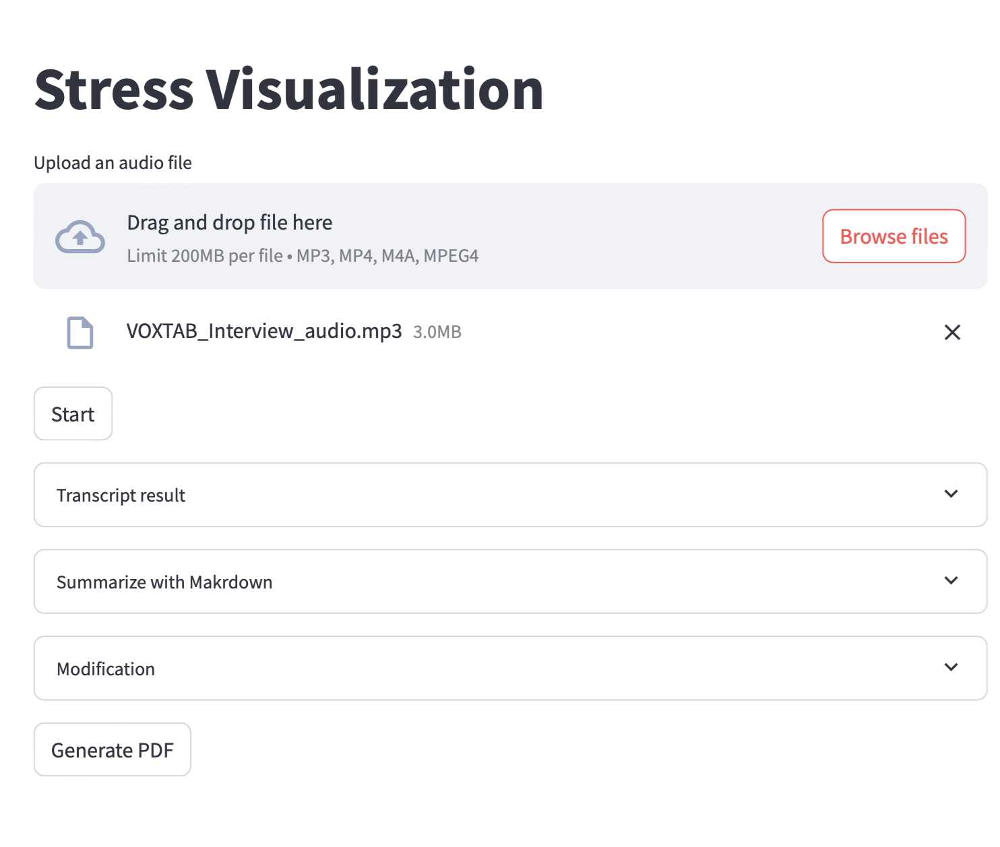 Stress Visualization
Upload an audio file
Drag and drop file here
Limit 200MB per file • MP3, MP4, M4A, MPEG4
Browse files
VOXTAB_Interview_audio.mp3 3.0MB
Start
Transcript result
Summarize with Makrdown
Modification
Generate PDF